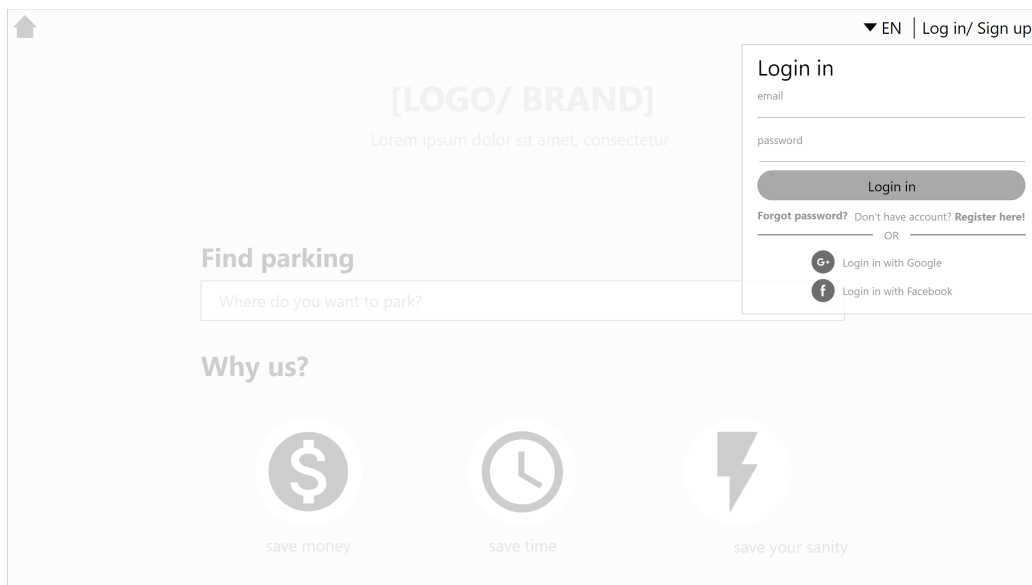 EN
Log in/ Sign up
Login in
email
password
Login in
Forgot password? Don't have account? Register here!
OR
G+ Login in with Google
f Login in with Facebook
[LOGO/ BRAND]
Lorem ipsum dolor sit amet, consectetur
Find parking
Where do you want to park?
Why us?
$
save money
save time
save your sanity